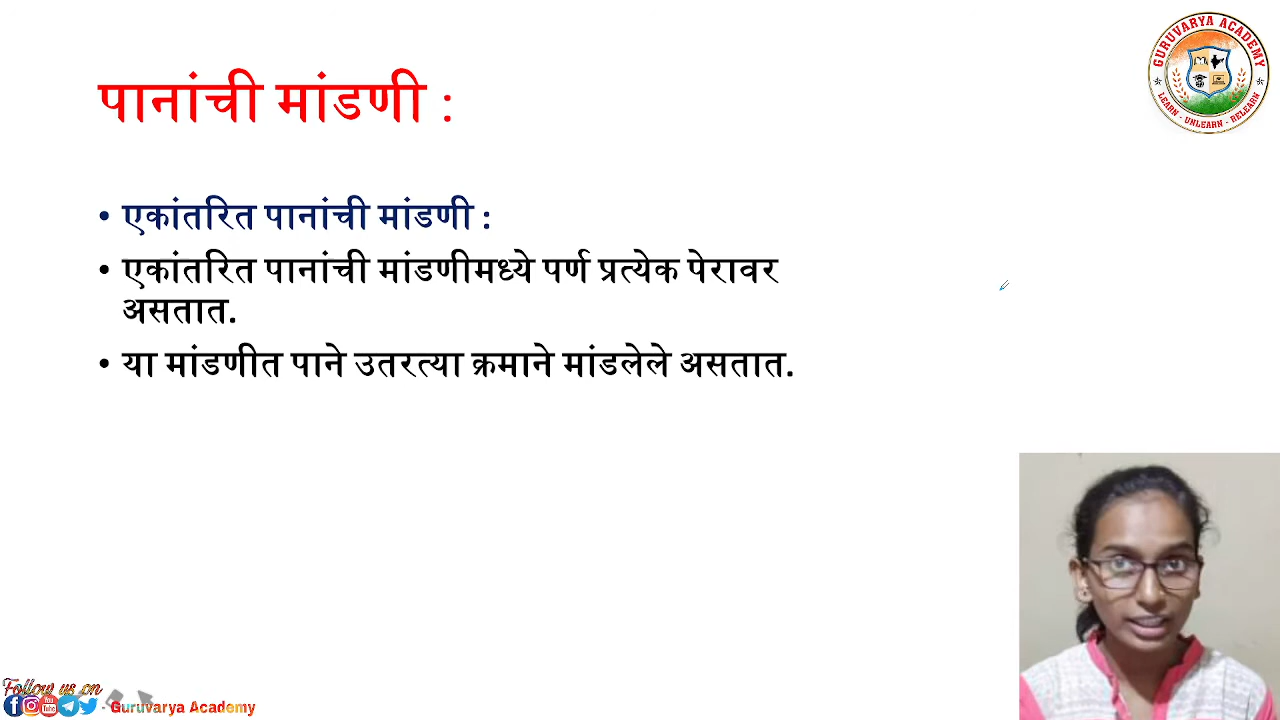 GURUVARYA ACADEMY
LEARN - UNLEARN - RELEARN
पानांची मांडणी :
• एकांतरित पानांची मांडणी :
• एकांतरित पानांची मांडणीमध्ये पर्ण प्रत्येक पेरावर
असतात.
• या मांडणीत पाने उतरत्या क्रमाने मांडलेले असतात.
Follow us on
- Guruvarya Academy